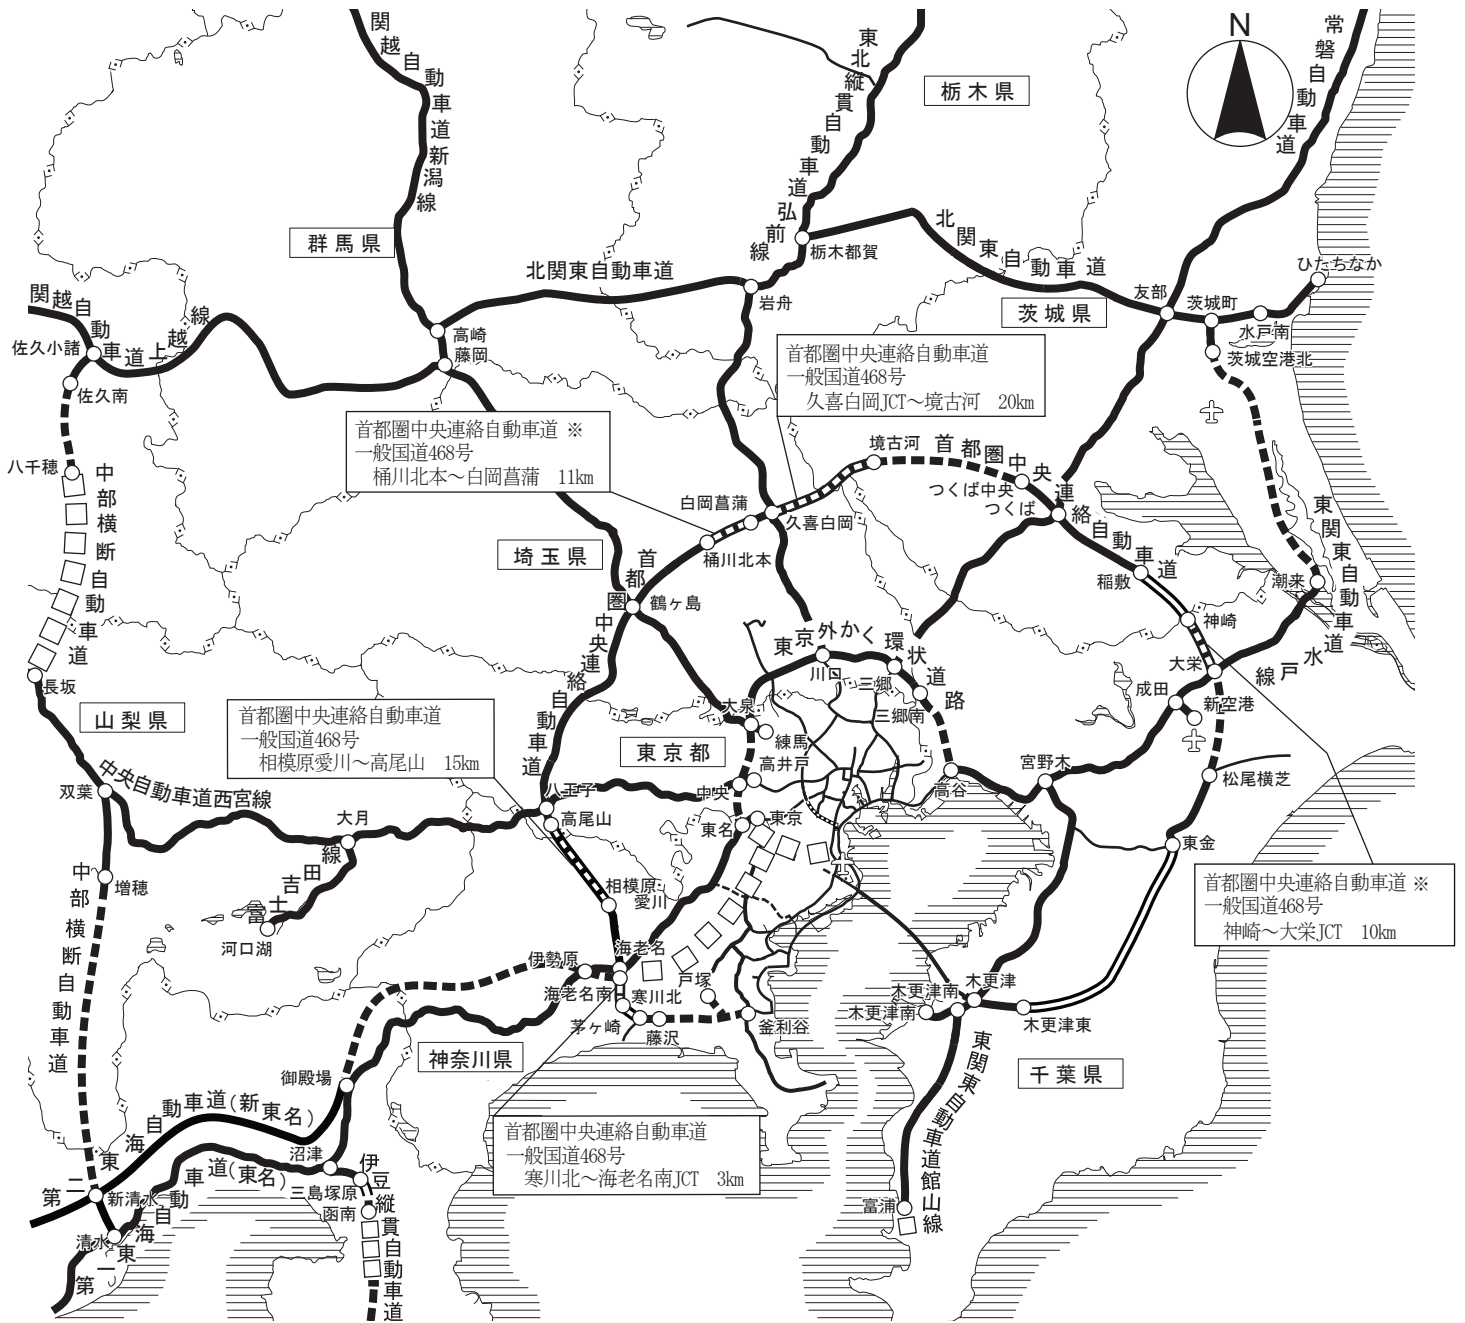 N
関越自動車道新潟線
東北縦貫自動車道弘前線
常磐自動車道
栃木県
群馬県
北関東自動車道
栃木都賀
北関東自動車道
岩舟
茨城県
友部
茨城町
ひたちなか
水戸南
茨城空港北
関越自動車道上越線
佐久小諸
佐久南
高崎
藤岡
八千穂
中部横断自動車道
長坂
首都圏中央連絡自動車道
一般国道468号
久喜白岡JCT〜境古河 20km
首都圏中央連絡自動車道 ※
一般国道468号
桶川北本〜白岡菖蒲 11km
境古河
首都圏中央連絡自動車道
つくば中央
つくば
白岡菖蒲
久喜白岡
桶川北本
埼玉県
稲敷
神崎
大栄
成田
新空港
潮来
東関東自動車道水戸線
首都圏中央連絡自動車道
鶴ヶ島
東京外かく環状道路
川口
三郷
三郷南
大泉
練馬
東京都
高井戸
中央
高谷
宮野木
松尾横芝
東金
山梨県
首都圏中央連絡自動車道
一般国道468号
相模原愛川〜高尾山 15km
双葉
中央自動車道西宮線
大月
富士吉田線
河口湖
八王子
高尾山
東名
東京
相模原・
愛川
増穂
中部横断自動車道
首都圏中央連絡自動車道 ※
一般国道468号
神崎〜大栄JCT 10km
伊勢原
海老名
海老名南
寒川北
茅ヶ崎
藤沢
戸塚
釜利谷
木更津南
木更津
木更津南
木更津東
東関東自動車道館山線
富浦
千葉県
神奈川県
御殿場
首都圏中央連絡自動車道
一般国道468号
寒川北〜海老名南JCT 3km
第二東海自動車道(新東名)
沼津
三島塚原
函南
伊豆縦貫自動車道
新清水
清水
第一東海自動車道(東名)